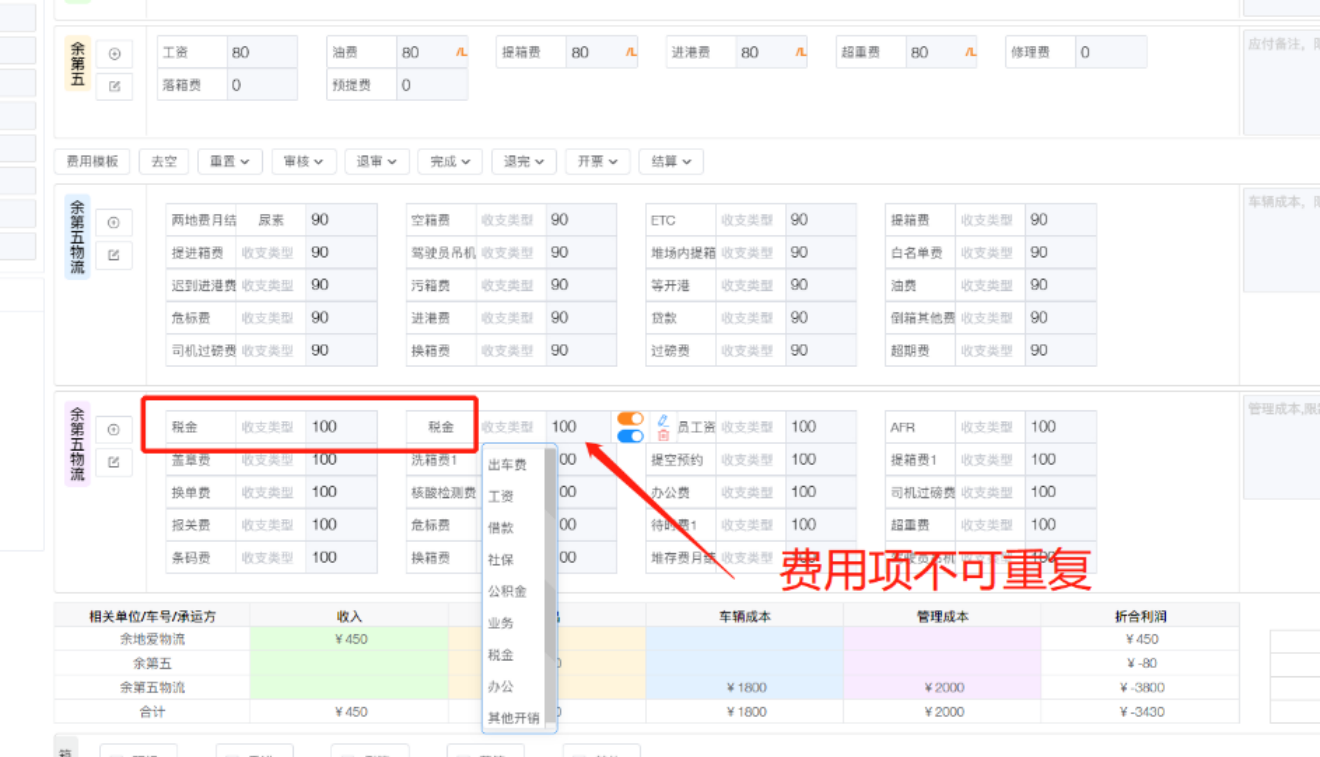 余第五
工资 80 油费 80 提箱费 80 进港费 80 超重费 80 修理费 0
应付备注,
落箱费 0 预提费 0
费用模板 去空 重置 审核 退审 完成 退完 开票 结算
余第五物流
两地费月结 尿素 90 空箱费 收支类型 90 ETC 收支类型 90 提箱费 收支类型 90
车辆成本,
提进箱费 收支类型 90 驾驶员吊机 收支类型 90 堆场内提箱 收支类型 90 白名单费 收支类型 90
迟到进港费 收支类型 90 污箱费 收支类型 90 等开港 收支类型 90 油费 收支类型 90
危标费 收支类型 90 进港费 收支类型 90 贷款 收支类型 90 倒箱其他费 收支类型 90
司机过磅费 收支类型 90 换箱费 收支类型 90 过磅费 收支类型 90 超期费 收支类型 90
余第五物流
税金 收支类型 100 税金 收支类型 100 员工资 收支类型 100 AFR 收支类型 100
管理成本,限
盖章费 收支类型 100 洗箱费1 00 提空预约 收支类型 100 提箱费1 收支类型 100
换单费 收支类型 100 核酸检测费 00 办公费 收支类型 100 司机过磅费 收支类型 100
报关费 收支类型 100 危标费 00 待时费1 收支类型 100 超重费 收支类型 100
条码费 收支类型 100 换箱费 00 堆存费月结 收支类型 100
出车费
工资
借款
社保
公积金
业务
税金
办公
其他开销
费用项不可重复
相关单位/车号/承运方 收入 车辆成本 管理成本 折合利润
余地爱物流 ¥450 ¥450
余第五 ¥-80
余第五物流 ¥1800 ¥2000 ¥-3800
合计 ¥450 ¥1800 ¥2000 ¥-3430
箱